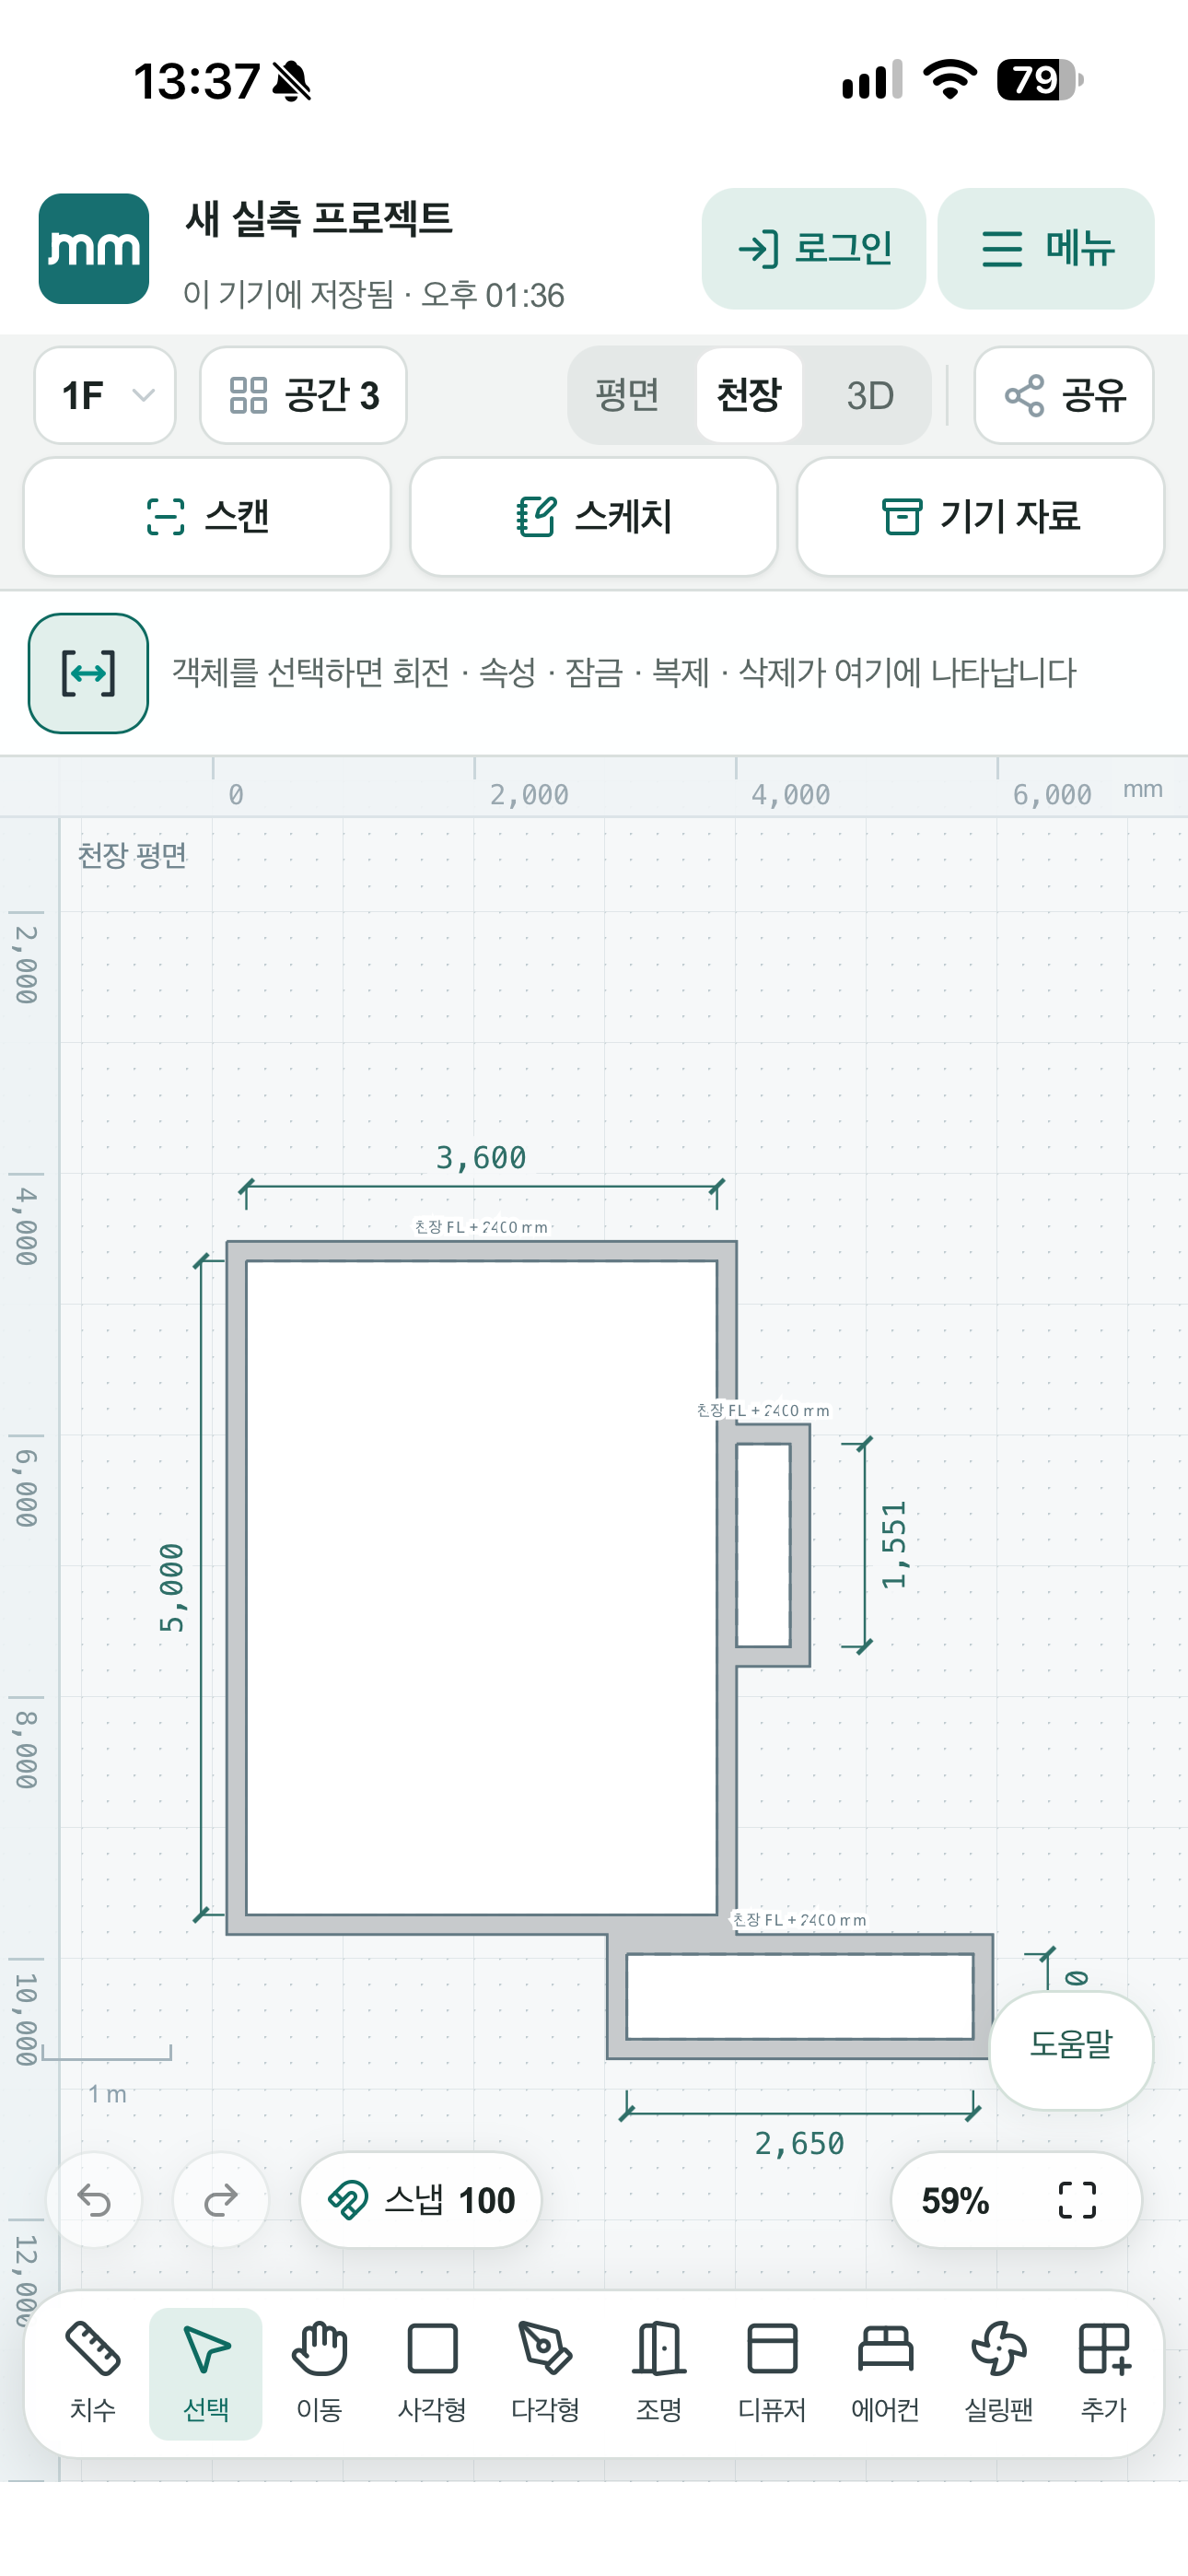 13:37
79
mm
새 실측 프로젝트
이 기기에 저장됨 · 오후 01:36
로그인
메뉴
1F
공간 3
평면
천장
3D
공유
스캔
스케치
기기 자료
객체를 선택하면 회전 · 속성 · 잠금 · 복제 · 삭제가 여기에 나타납니다
0
2,000
4,000
6,000
mm
천장 평면
2,000
4,000
6,000
8,000
10,000
3,600
천장 FL + 2400 mm
천장 FL + 2400 mm
1,551
5,000
천장 FL + 2400 mm
0
도움말
1 m
2,650
스냅 100
59%
12,000
치수
선택
이동
사각형
다각형
조명
디퓨저
에어컨
실링팬
추가